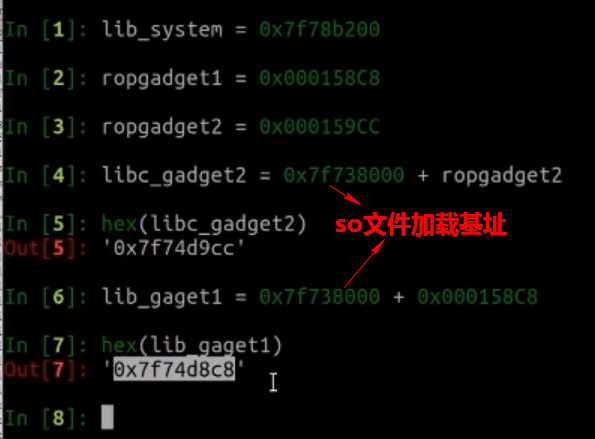 In [1]: lib_system = 0x7f78b200
In [2]: ropgadget1 = 0x000158C8
In [3]: ropgadget2 = 0x000159CC
In [4]: libc_gadget2 = 0x7f738000 + ropgadget2
In [5]: hex(libc_gadget2)
so文件加载基址
Out[5]: '0x7f74d9cc'
In [6]: lib_gaget1 = 0x7f738000 + 0x000158C8
In [7]: hex(lib_gaget1)
Out[7]: '0x7f74d8c8'
In [8]: